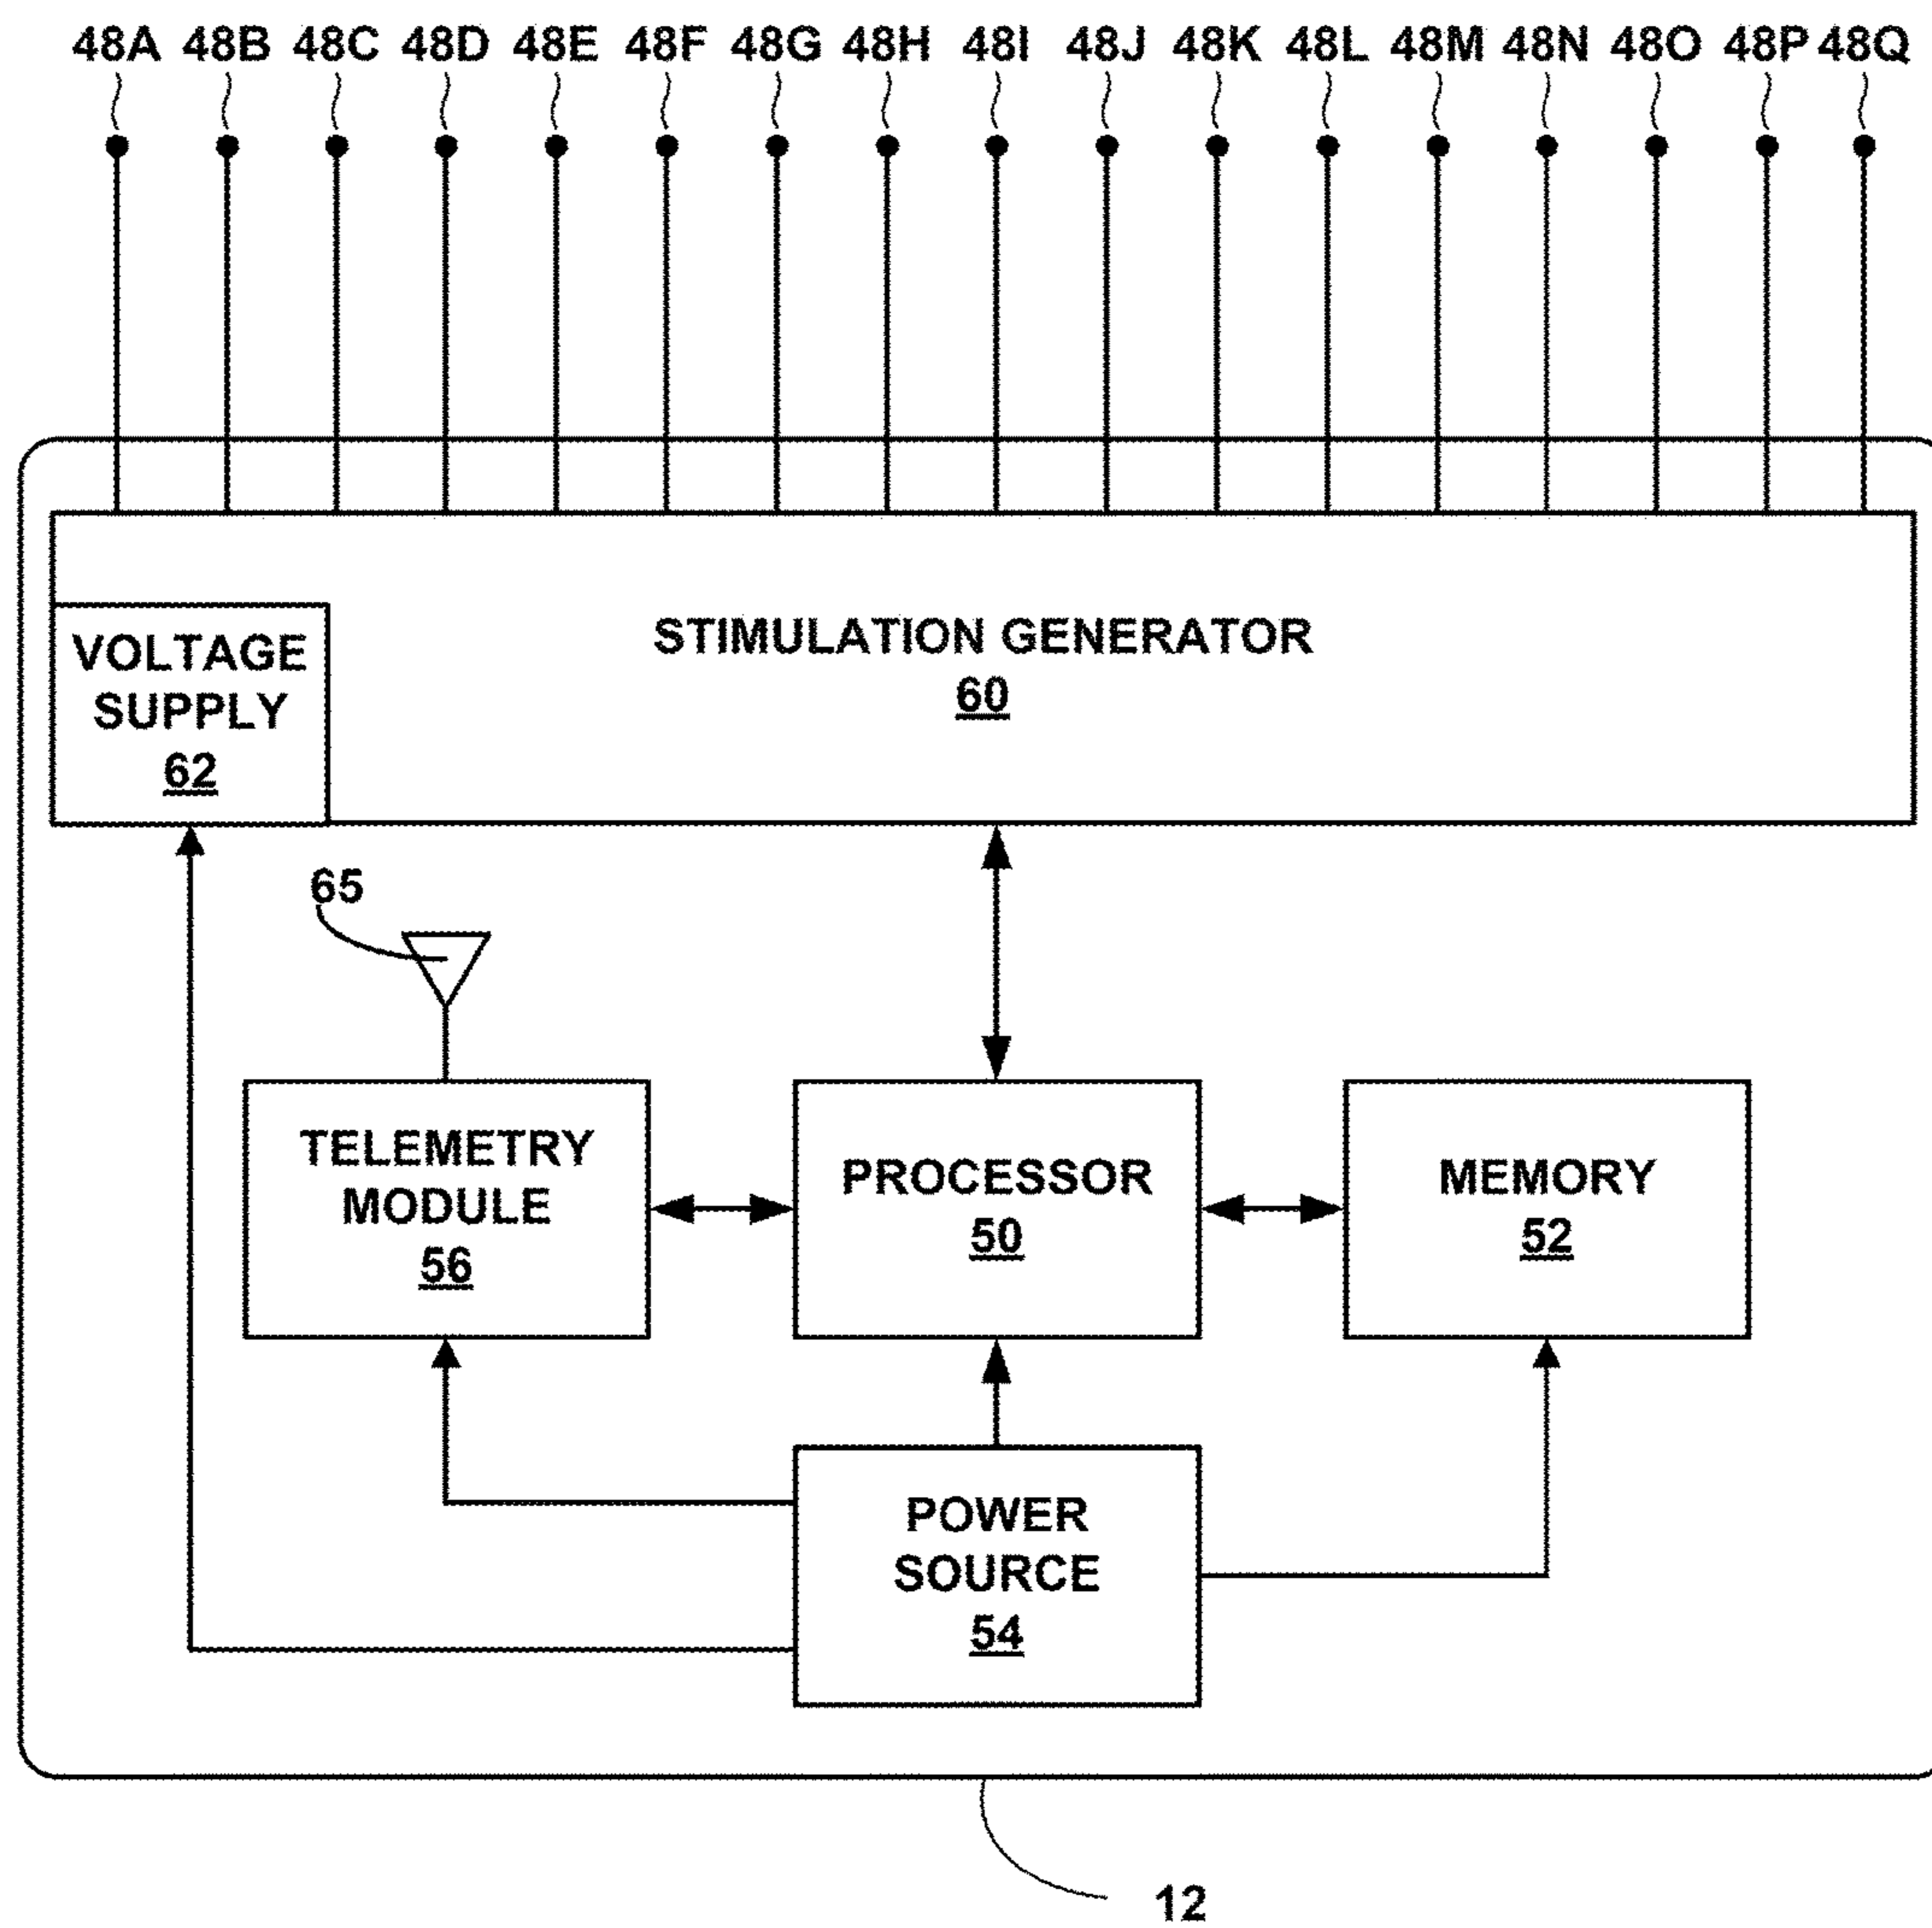 48A 48B 48C 48D 48E 48F 48G 48H 48I 48J 48K 48L 48M 48N 48O 48P 48Q
STIMULATION GENERATOR
60
VOLTAGE
SUPPLY
62
65
TELEMETRY
MODULE
56
PROCESSOR
50
MEMORY
52
POWER
SOURCE
54
12